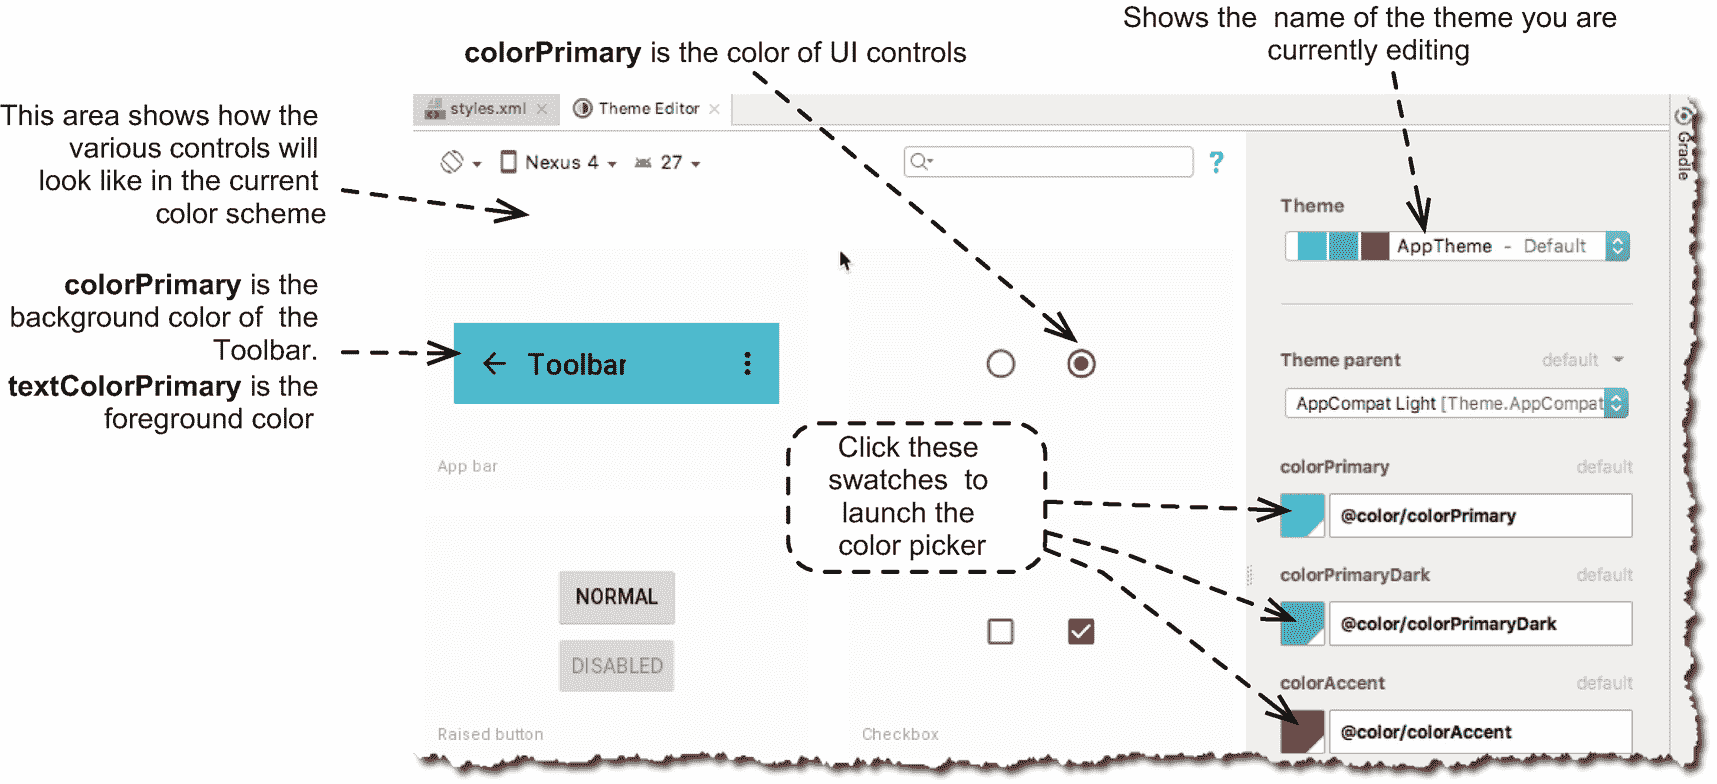 Shows the name of the theme you are
currently editing
colorPrimary is the color of UI controls
This area shows how the
various controls will
look like in the current
color scheme
colorPrimary is the
background color of the
Toolbar.
textColorPrimary is the
foreground color
styles.xml
Theme Editor
Nexus 4
27
?
Gradle
Theme
AppTheme - Default
Toolbar
App bar
Theme parent
default
AppCompat Light [Theme.AppCompat
Click these
swatches to
launch the
color picker
colorPrimary
default
@color/colorPrimary
colorPrimaryDark
default
@color/colorPrimaryDark
colorAccent
default
@color/colorAccent
NORMAL
DISABLED
Raised button
Checkbox